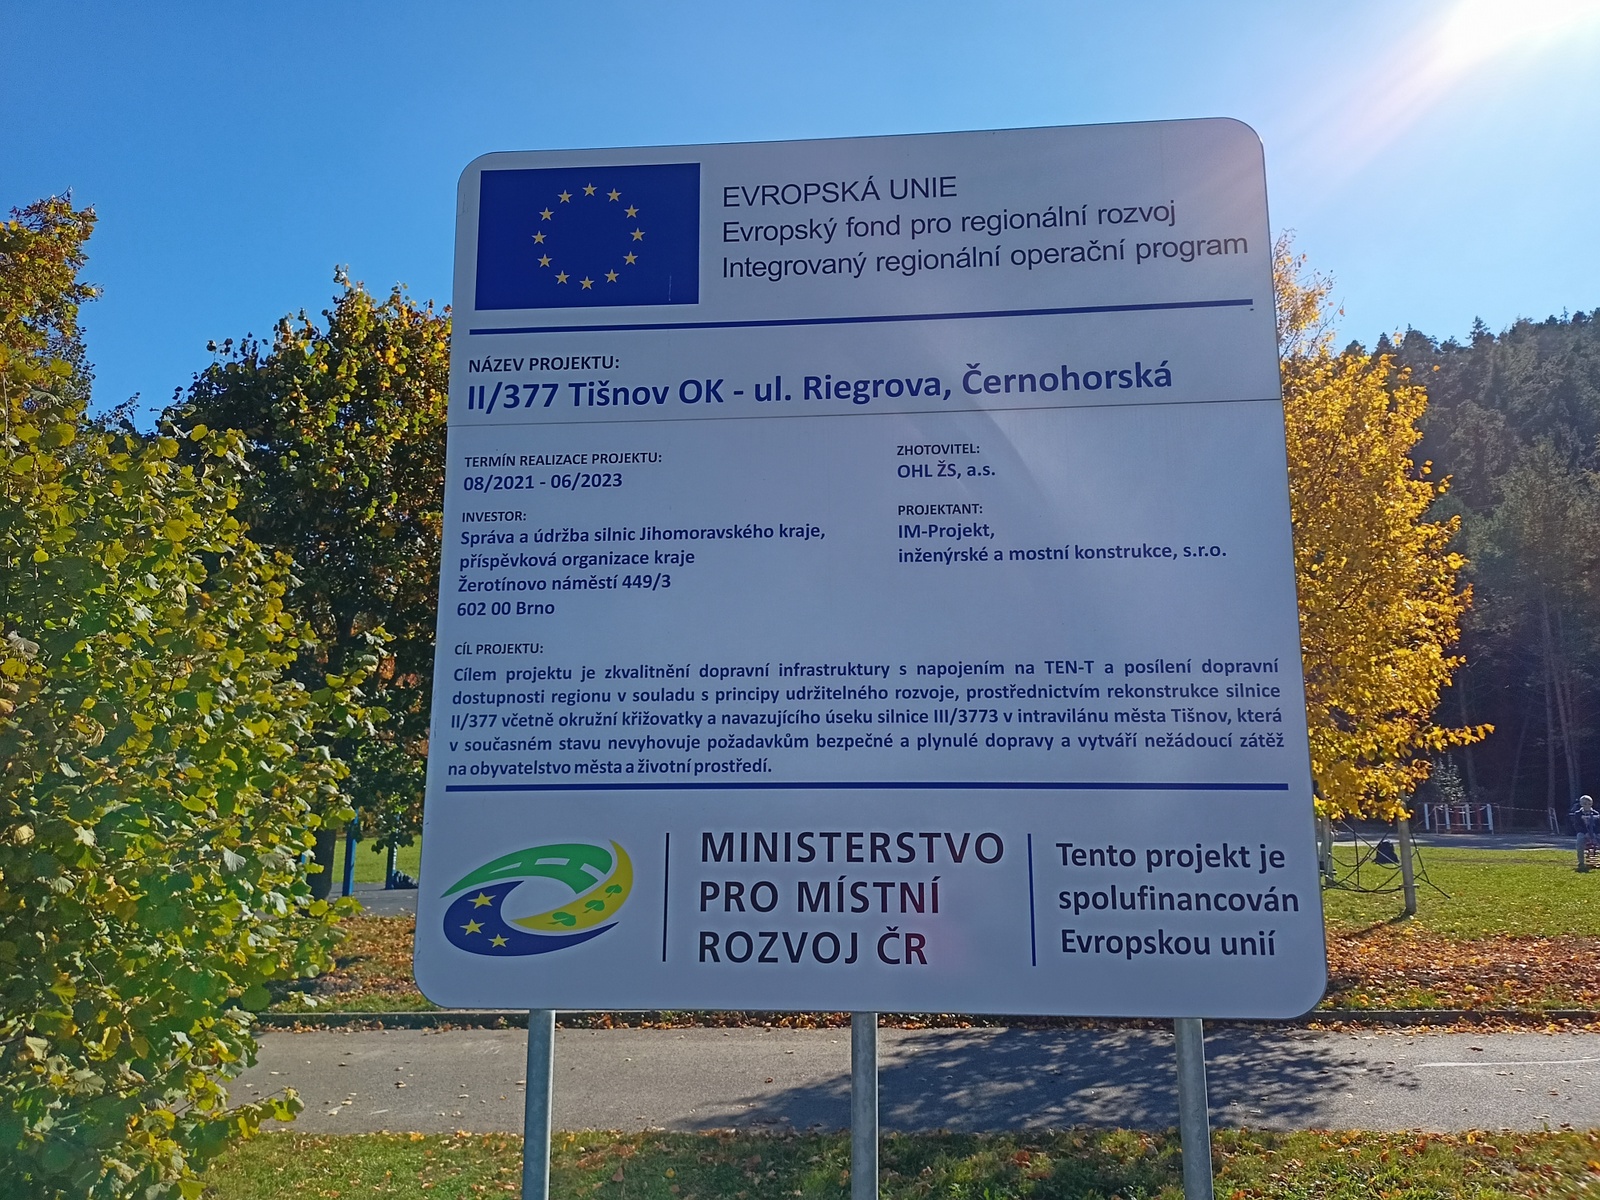 EVROPSKÁ UNIE
Evropský fond pro regionální rozvoj
Integrovaný regionální operační program
NÁZEV PROJEKTU:
II/377 Tišnov OK - ul. Riegrova, Černohorská
TERMÍN REALIZACE PROJEKTU:
08/2021 - 06/2023
INVESTOR:
Správa a údržba silnic Jihomoravského kraje,
příspěvková organizace kraje
Žerotínovo náměstí 449/3
602 00 Brno
ZHOTOVITEL:
OHL ŽS, a.s.
PROJEKTANT:
IM-Projekt,
inženýrské a mostní konstrukce, s.r.o.
CÍL PROJEKTU:
Cílem projektu je zkvalitnění dopravní infrastruktury s napojením na TEN-T a posílení dopravní
dostupnosti regionu v souladu s principy udržitelného rozvoje, prostřednictvím rekonstrukce silnice
II/377 včetně okružní křižovatky a navazujícího úseku silnice III/3773 v intravilánu města Tišnov, která
v současném stavu nevyhovuje požadavkům bezpečné a plynulé dopravy a vytváří nežádoucí zátěž
na obyvatelstvo města a životní prostředí.
MINISTERSTVO
PRO MÍSTNÍ
ROZVOJ ČR
Tento projekt je
spolufinancován
Evropskou unií